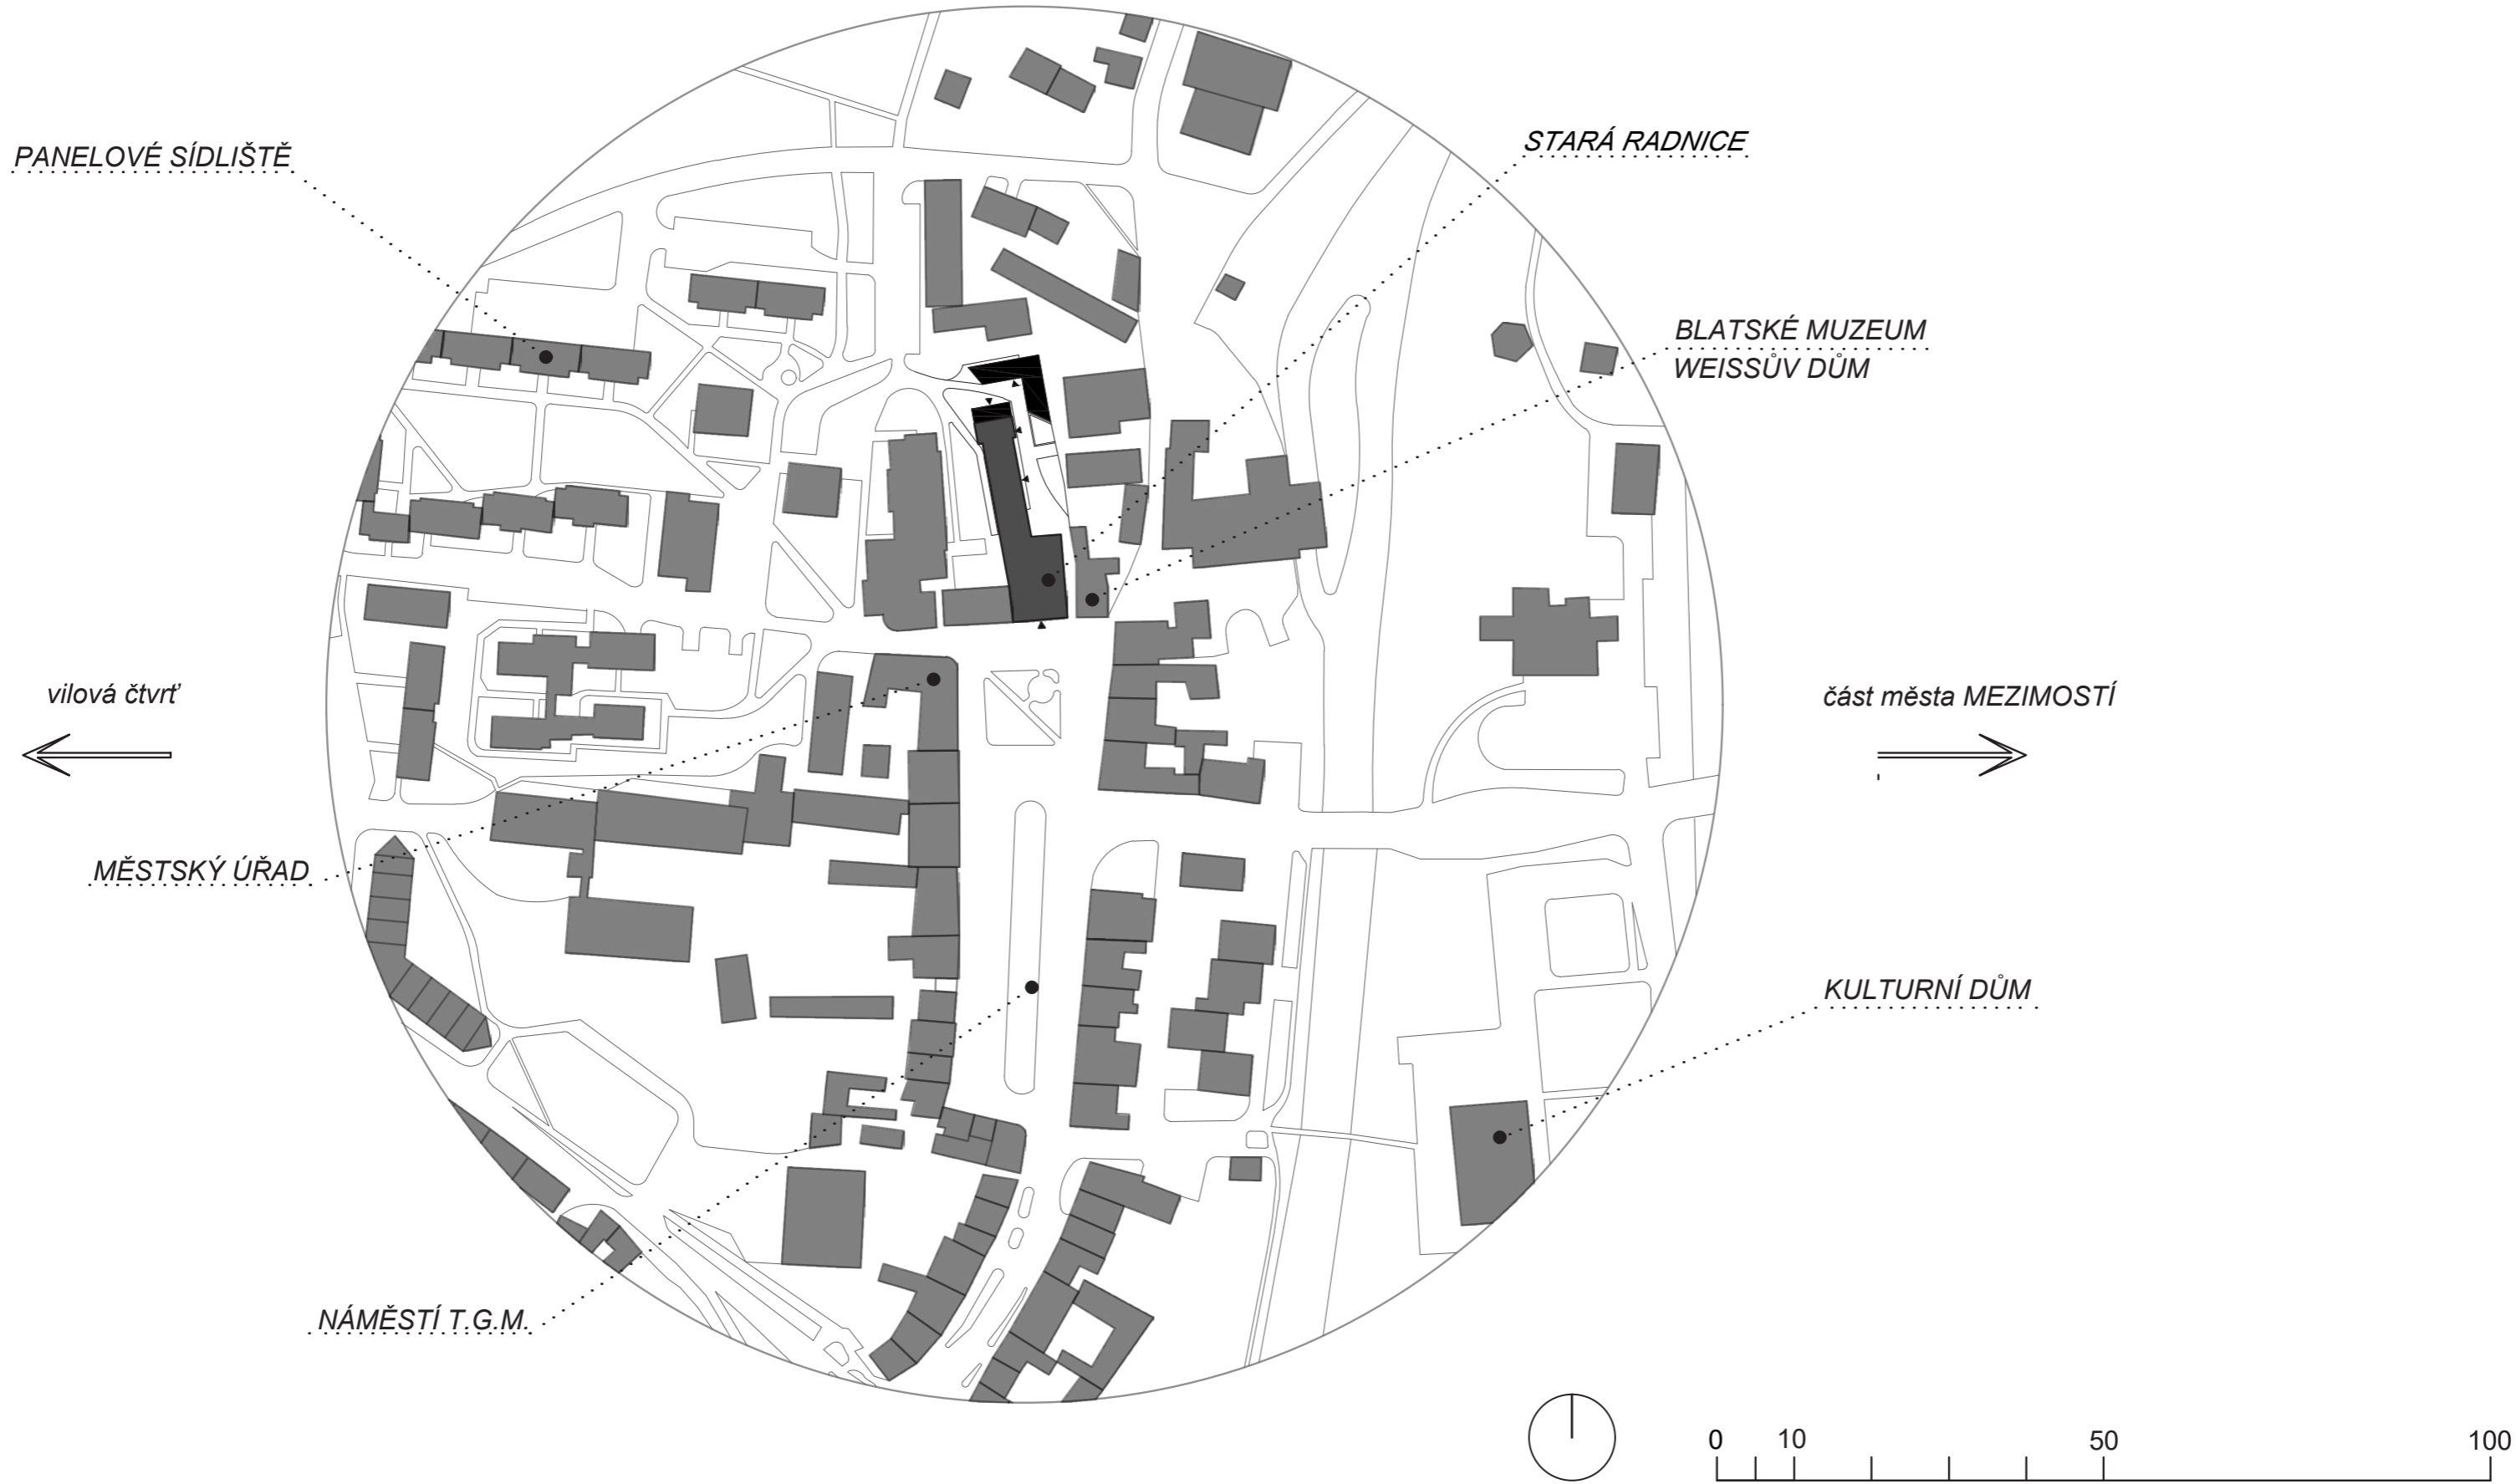 STARÁ RADNICE
PANELOVÉ SÍDLIŠTĚ
BLATSKÉ MUZEUM
WEISSŮV DŮM
vilová čtvrť
část města MEZIMOSTÍ
MĚSTSKÝ ÚŘAD
KULTURNÍ DŮM
NÁMĚSTÍ T.G.M.
0 10 50 100